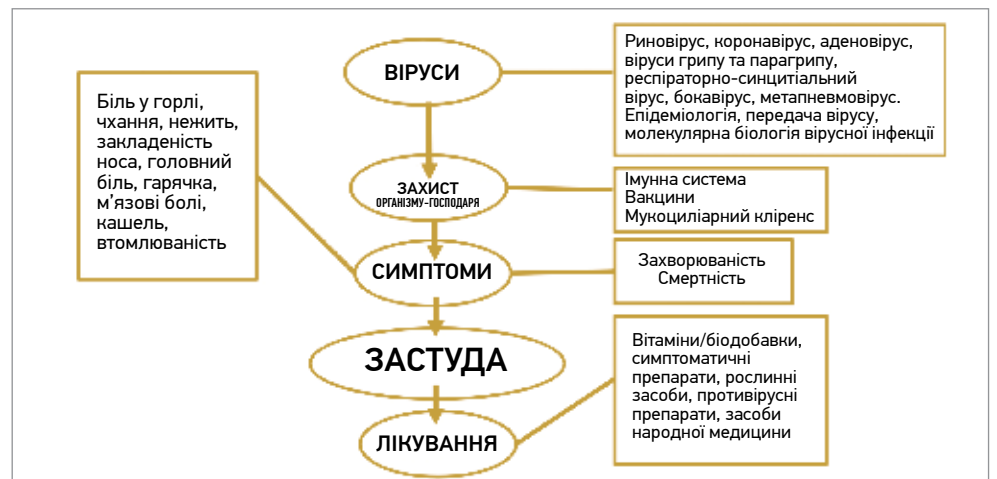 ВІРУСИ
Риновірус, коронавірус, аденовірус,
віруси грипу та парагрипу,
респіраторно-синцитіальний
вірус, бокавірус, метапневмовірус.
Епідеміологія, передача вірусу,
молекулярна біологія вірусної інфекції
Біль у горлі,
чхання, нежить,
закладеність
носа, головний
біль, гарячка,
м’язові болі,
кашель,
втомлюваність
ЗАХИСТ
ОРГАНІЗМУ-ГОСПОДАРЯ
Імунна система
Вакцини
Мукоциліарний кліренс
СИМПТОМИ
Захворюваність
Смертність
ЗАСТУДА
Вітаміни/біодобавки,
симптоматичні
препарати, рослинні
засоби, противірусні
препарати, засоби
народної медицини
ЛІКУВАННЯ